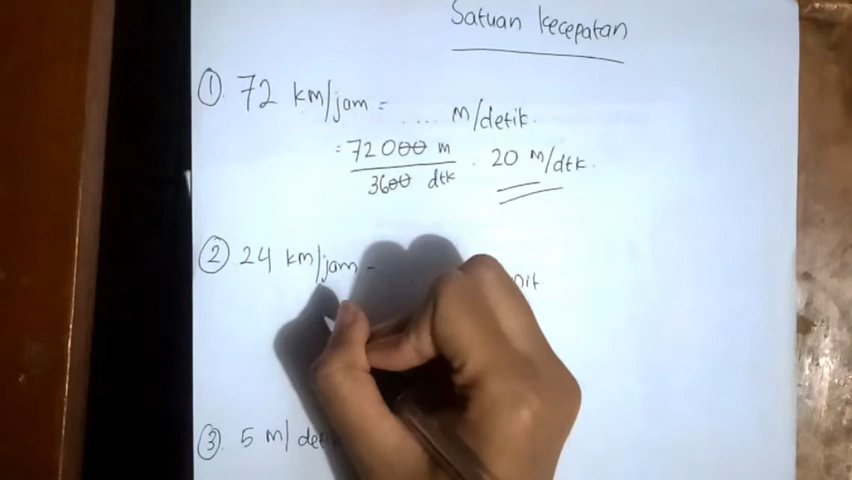 Satuan kecepatan
① 72 km/jam = .... m/detik.
= 72000 m / 3600 dtk = 20 m/dtk.
② 24 km/jam =
③ 5 m/